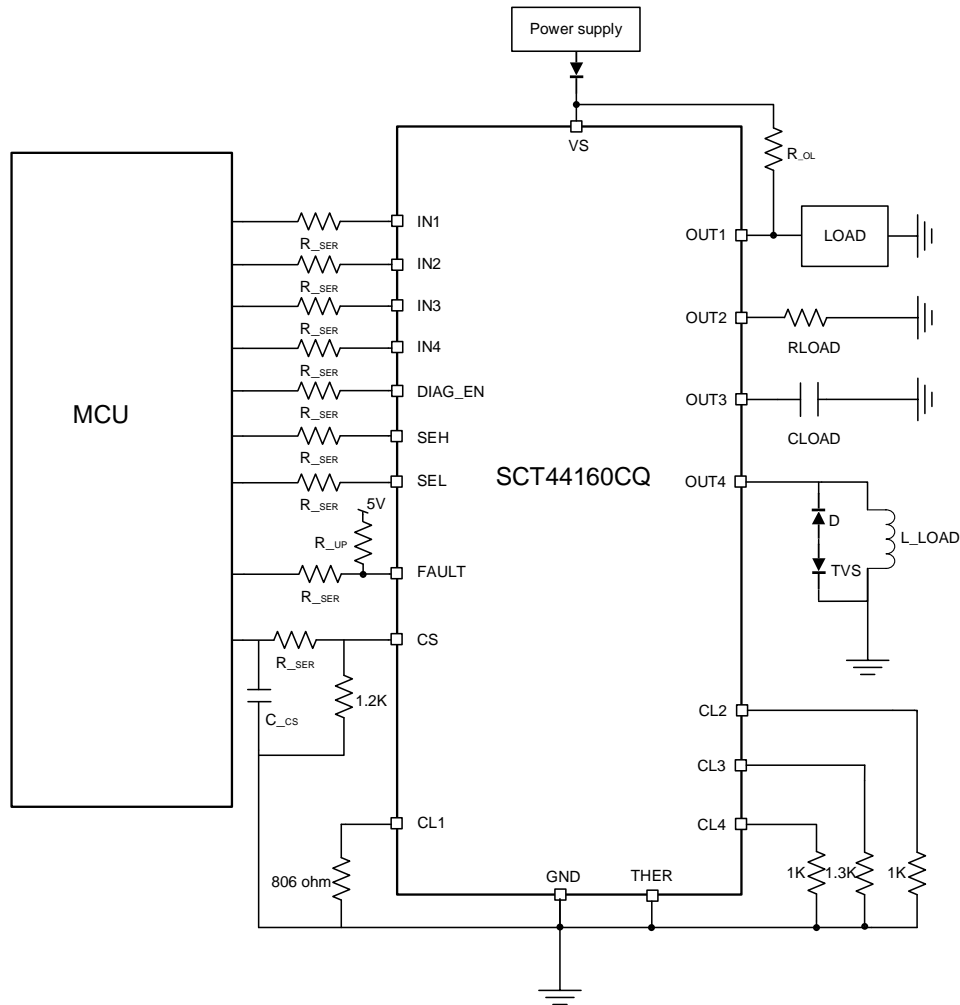 Power supply
VS
R_OL
IN1
R_SER
OUT1
LOAD
IN2
R_SER
IN3
R_SER
OUT2
RLOAD
IN4
R_SER
MCU
DIAG_EN
R_SER
OUT3
CLOAD
SEH
R_SER
SCT44160CQ
SEL
R_SER
OUT4
5V
D
L_LOAD
R_UP
TVS
FAULT
R_SER
CS
R_SER
1.2K
C_CS
CL2
CL3
CL1
CL4
806 ohm
GND
THER
1K
1.3K
1K